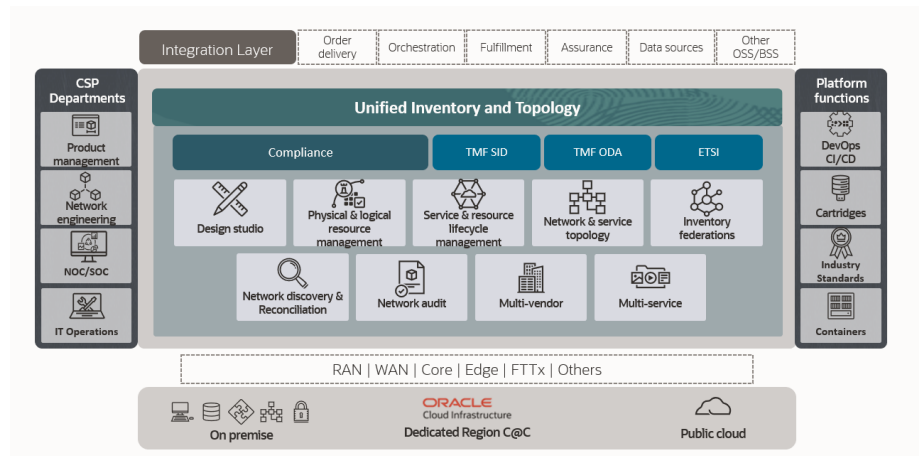 Integration Layer
Order
delivery
Orchestration
Fulfillment
Assurance
Data sources
Other
OSS/BSS
CSP
Departments
Product
management
Network
engineering
NOC/SOC
IT Operations
Unified Inventory and Topology
Compliance
TMF SID
TMF ODA
ETSI
Design studio
Physical & logical
resource
management
Service & resource
lifecycle
management
Network & service
topology
Inventory
federations
Network discovery &
Reconciliation
Network audit
Multi-vendor
Multi-service
Platform
functions
DevOps
CI/CD
Cartridges
Industry
Standards
Containers
RAN | WAN | Core | Edge | FTTx | Others
On premise
ORACLE
Cloud Infrastructure
Dedicated Region C@C
Public cloud